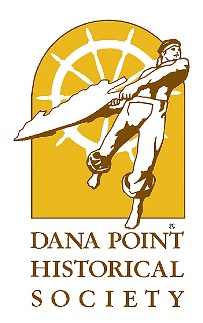 DANA POINT
HISTORICAL
SOCIETY